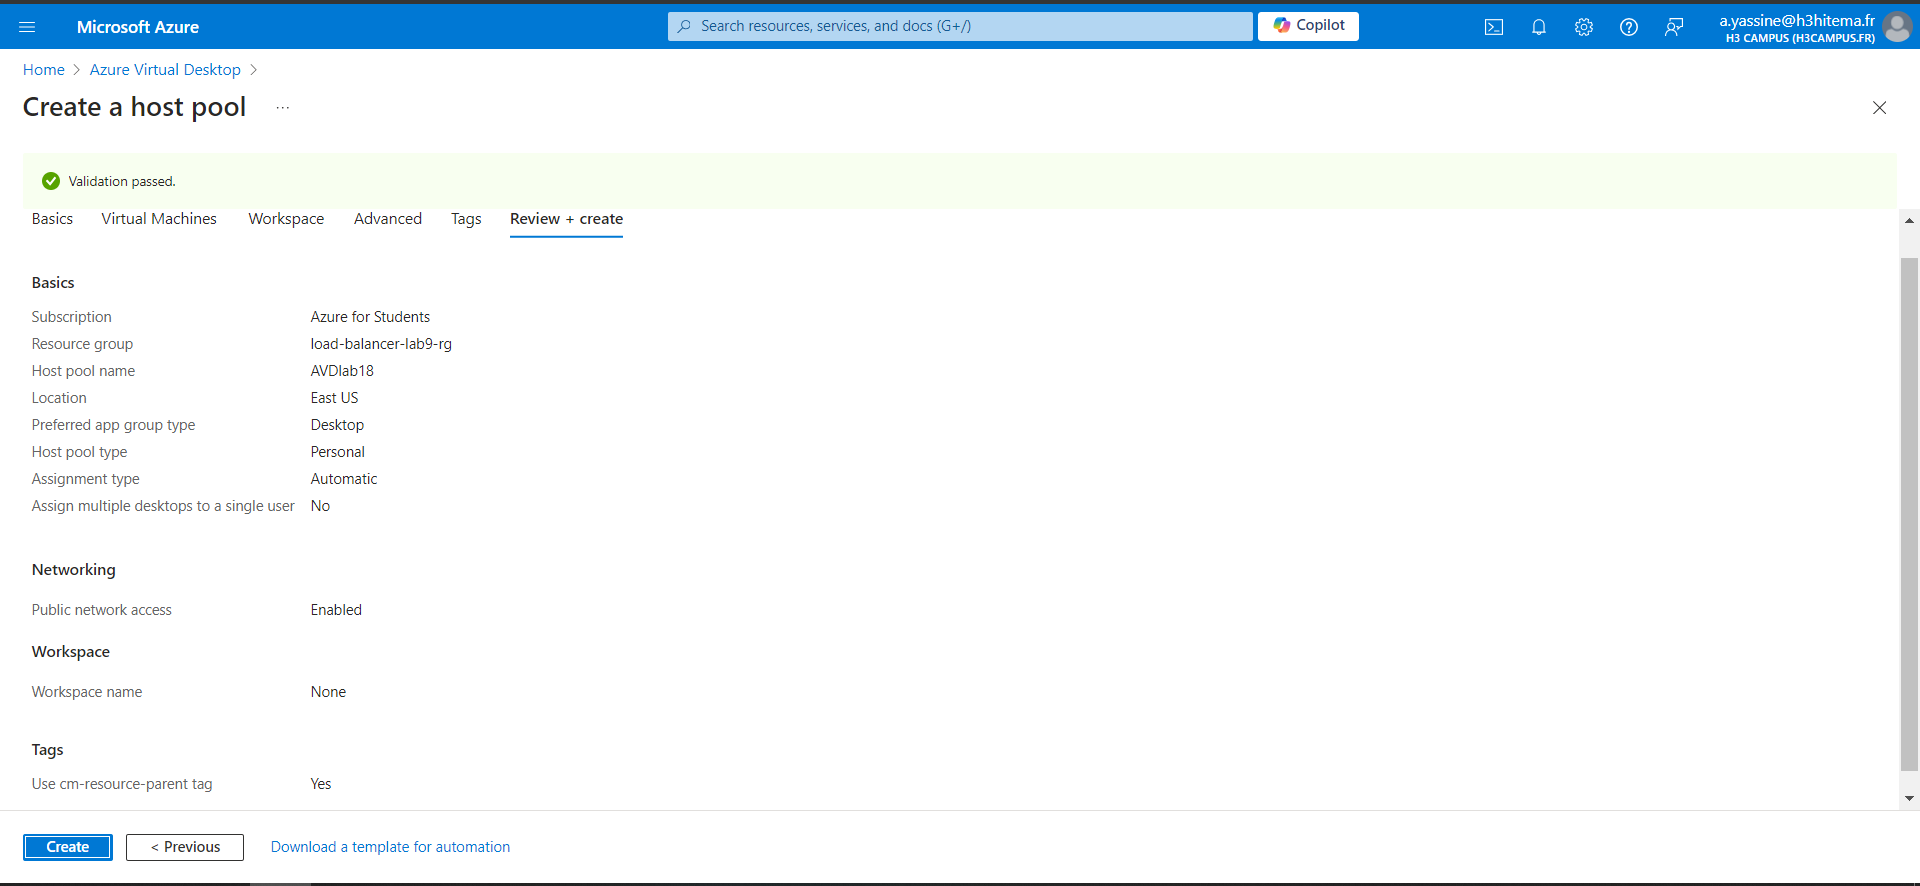 Microsoft Azure
Search resources, services, and docs (G+/)
Copilot
a.yassine@h3hitema.fr
H3 CAMPUS (H3CAMPUS.FR)
Home > Azure Virtual Desktop >
Create a host pool ...
Validation passed.
Basics Virtual Machines Workspace Advanced Tags Review + create
Basics
Subscription Azure for Students
Resource group load-balancer-lab9-rg
Host pool name AVDlab18
Location East US
Preferred app group type Desktop
Host pool type Personal
Assignment type Automatic
Assign multiple desktops to a single user No
Networking
Public network access Enabled
Workspace
Workspace name None
Tags
Use cm-resource-parent tag Yes
Create < Previous Download a template for automation